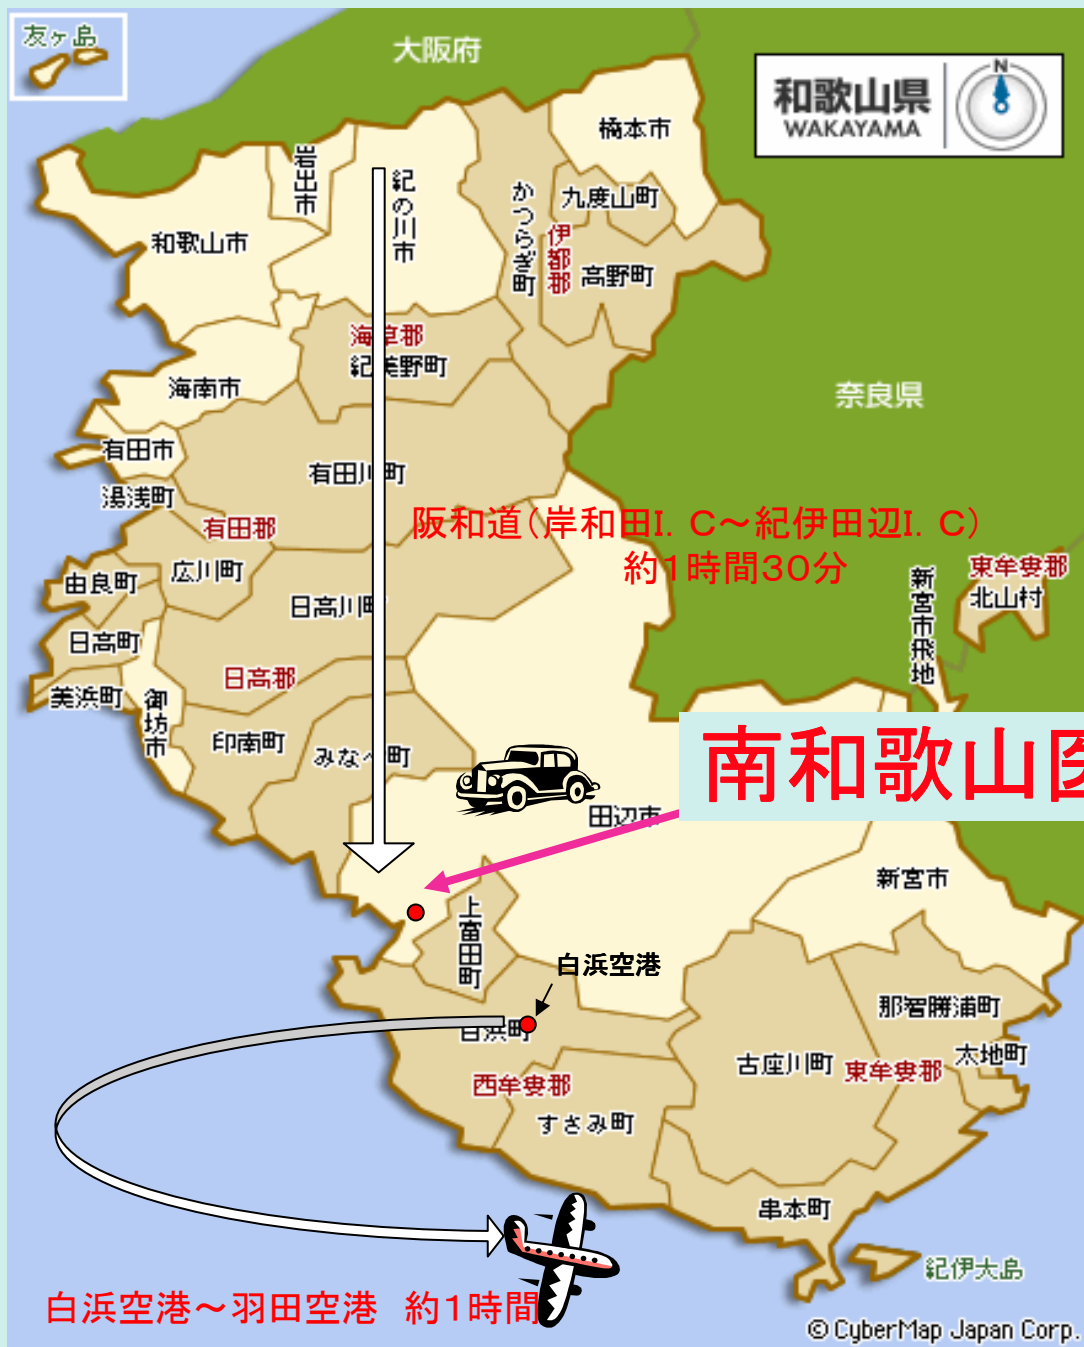 友ヶ島
大阪府
和歌山県
WAKAYAMA
N
橋本市
岩出市
紀の川市
かつらぎ町
九度山町
伊都郡
和歌山市
高野町
海草郡
紀美野町
海南市
奈良県
有田市
有田川町
湯浅町
有田郡
阪和道(岸和田I.C～紀伊田辺I.C)
約1時間30分
広川町
由良町
日高川町
東牟婁郡
北山村
新宮市飛地
日高町
日高郡
美浜町
御坊市
印南町
みなべ町
南和歌山医
田辺市
新宮市
上富田町
白浜空港
白浜町
那智勝浦町
太地町
古座川町
東牟婁郡
西牟婁郡
すさみ町
串本町
紀伊大島
白浜空港～羽田空港 約1時間
© CyberMap Japan Corp.